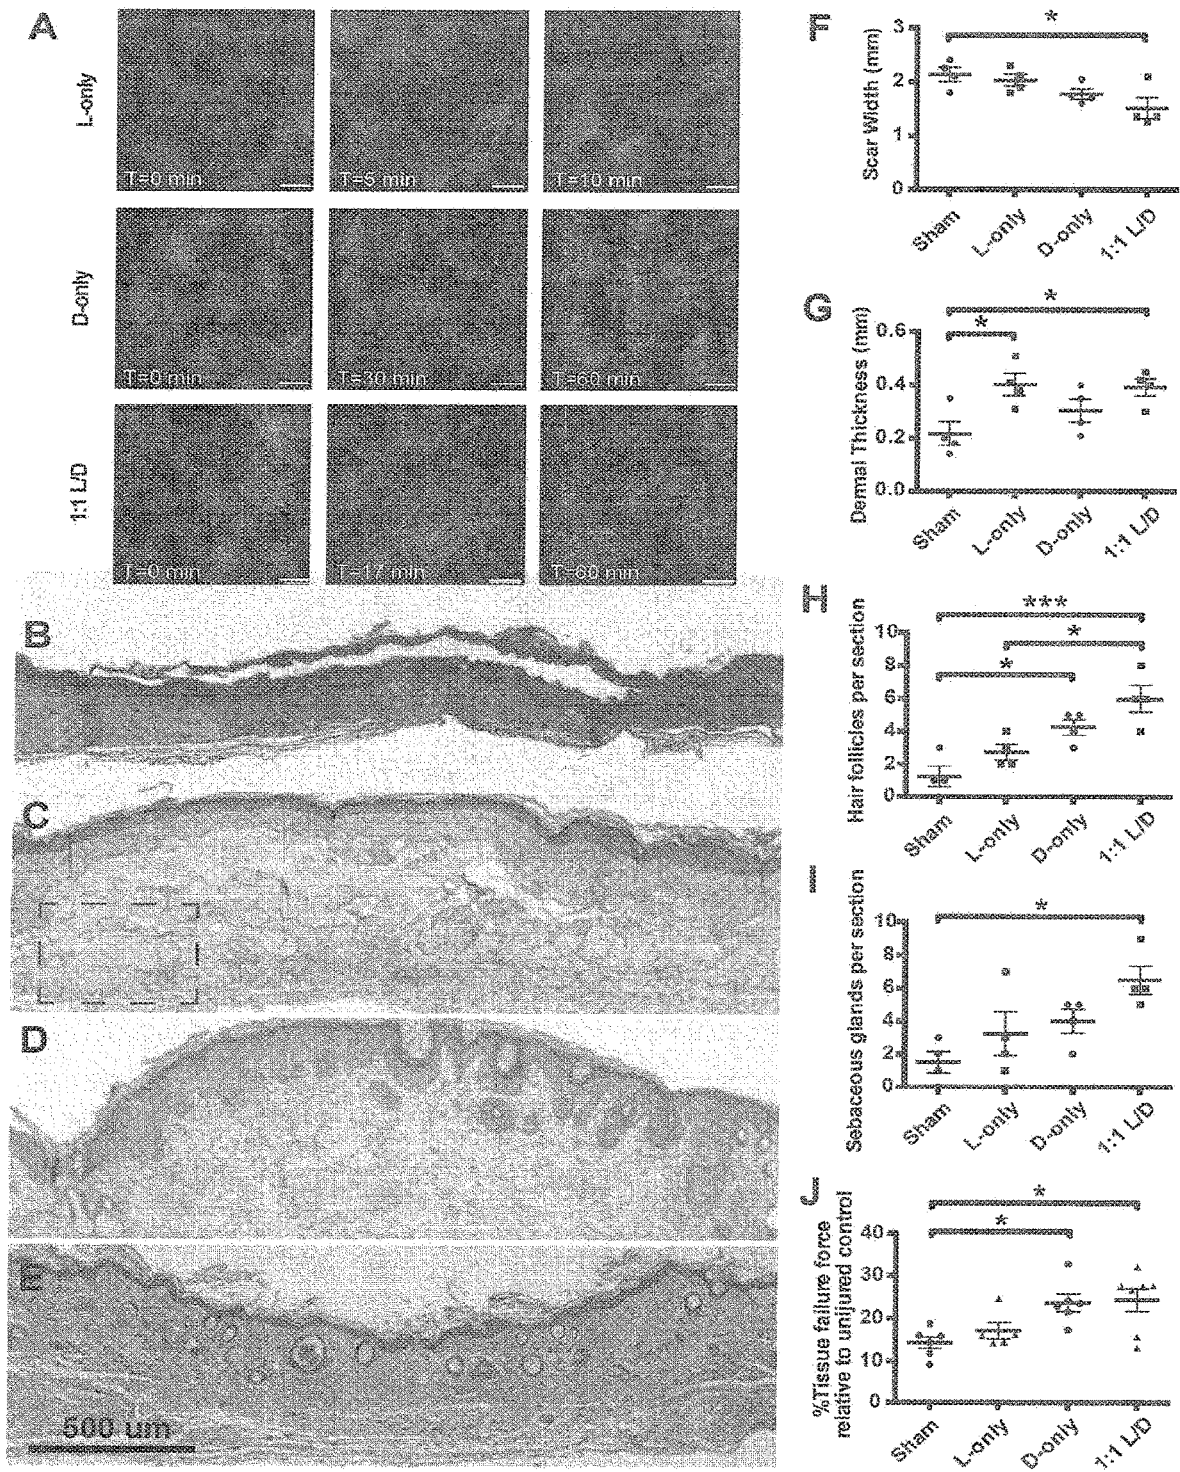 A
L-only
T=0 min
T=5 min
T=10 min
D-only
T=0 min
T=30 min
T=60 min
1:1 L/D
T=0 min
T=17 min
T=60 min
B
C
D
E
500 um
F
Scar Width (mm)
3
2
1
0
*
Sham
L-only
D-only
1:1 L/D
G
Dermal Thickness (mm)
0.6
0.4
0.2
0.0
*
*
Sham
L-only
D-only
1:1 L/D
H
Hair follicles per section
10
8
6
4
2
0
***
*
*
Sham
L-only
D-only
1:1 L/D
I
Sebaceous glands per section
10
8
6
4
2
0
*
Sham
L-only
D-only
1:1 L/D
J
%Tissue failure force
relative to unijured control
40
30
20
10
0
*
*
Sham
L-only
D-only
1:1 L/D